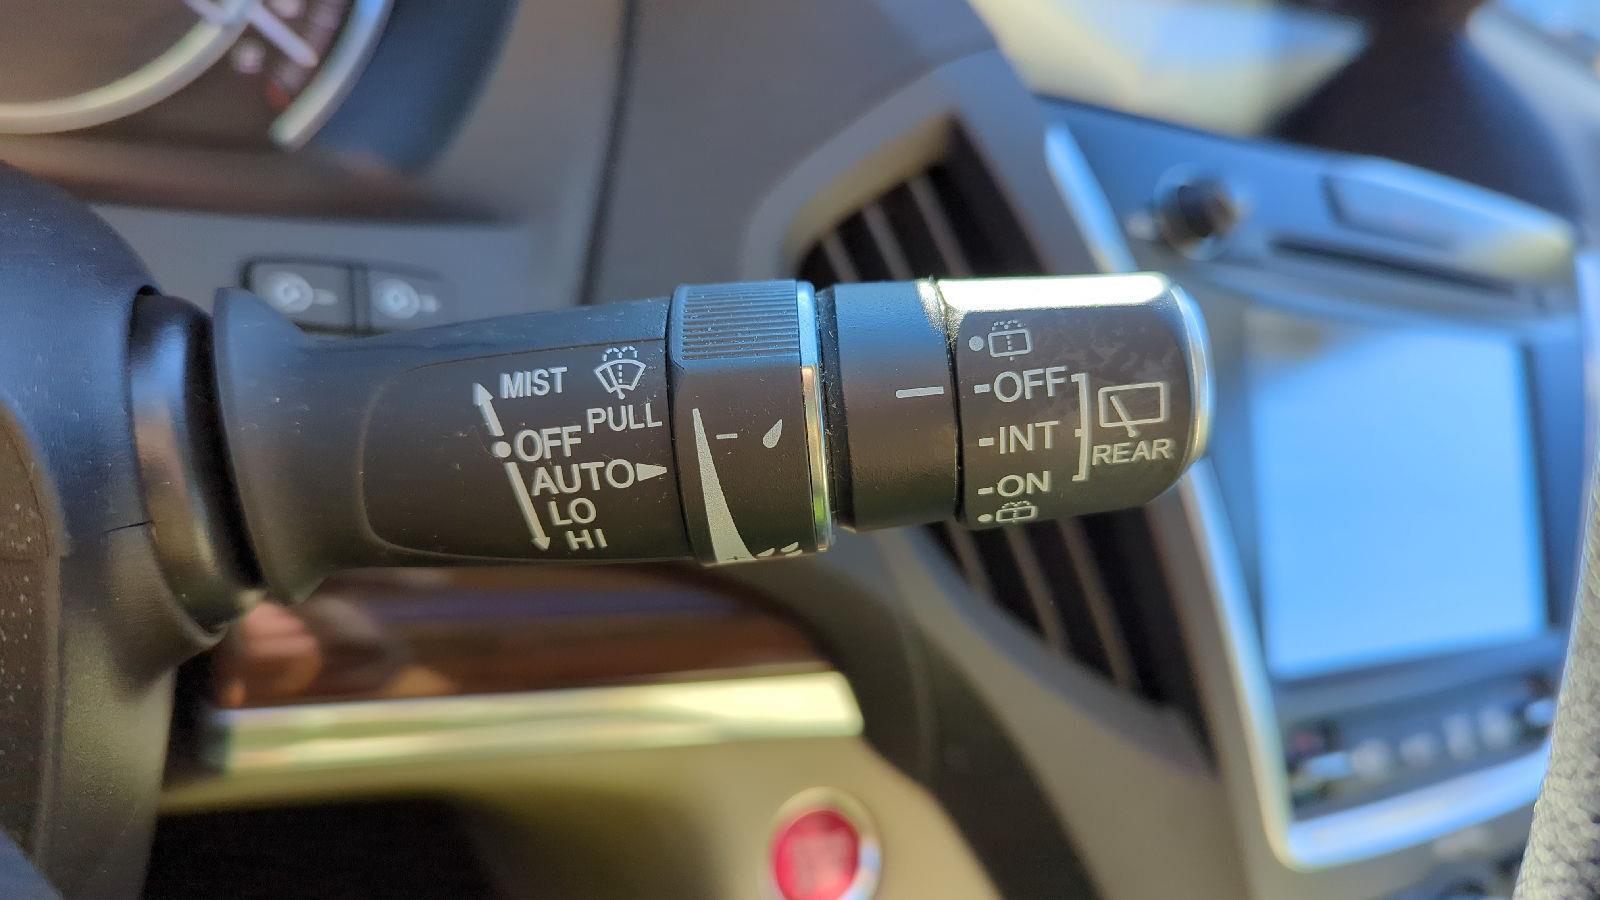 MIST
PULL
OFF
AUTO
LO
HI
-OFF
-INT
-ON
REAR